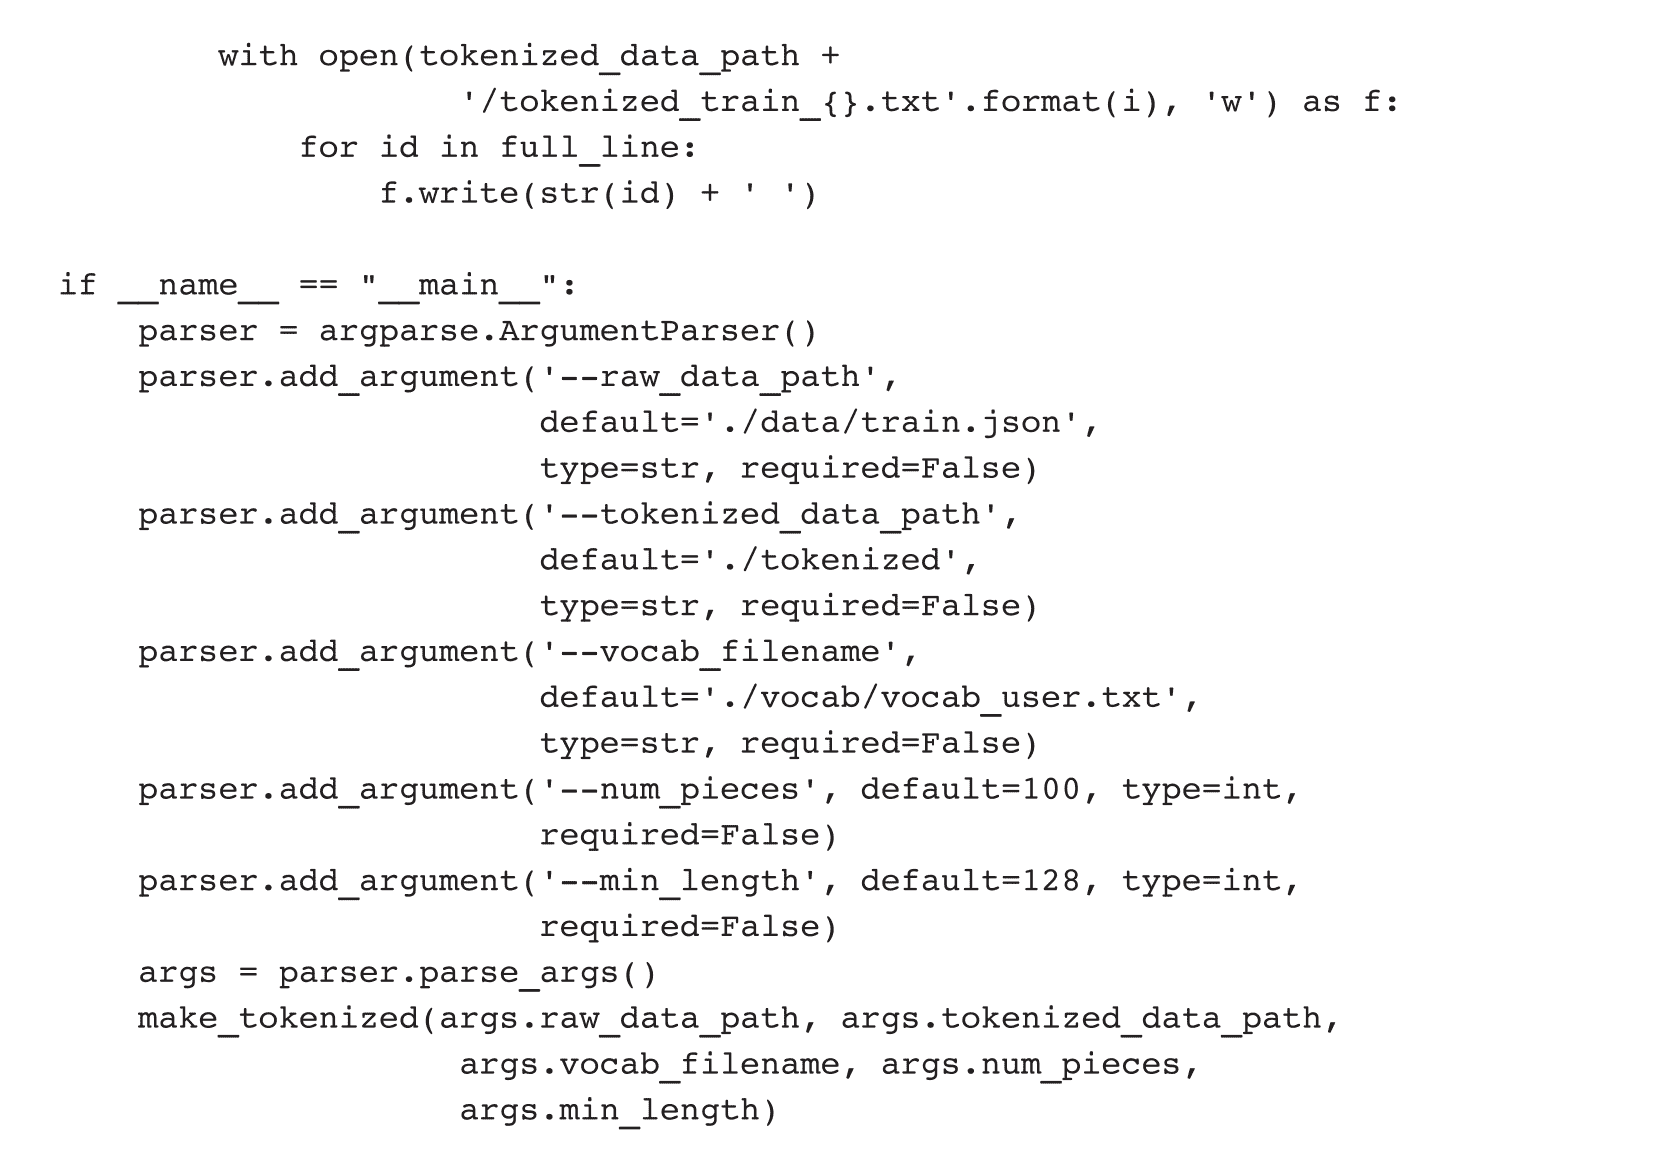 with open(tokenized_data_path +
                    '/tokenized_train_{}.txt'.format(i), 'w') as f:
            for id in full_line:
                f.write(str(id) + ' ')

if __name__ == "__main__":
    parser = argparse.ArgumentParser()
    parser.add_argument('--raw_data_path',
                        default='./data/train.json',
                        type=str, required=False)
    parser.add_argument('--tokenized_data_path',
                        default='./tokenized',
                        type=str, required=False)
    parser.add_argument('--vocab_filename',
                        default='./vocab/vocab_user.txt',
                        type=str, required=False)
    parser.add_argument('--num_pieces', default=100, type=int,
                        required=False)
    parser.add_argument('--min_length', default=128, type=int,
                        required=False)
    args = parser.parse_args()
    make_tokenized(args.raw_data_path, args.tokenized_data_path,
                    args.vocab_filename, args.num_pieces,
                    args.min_length)